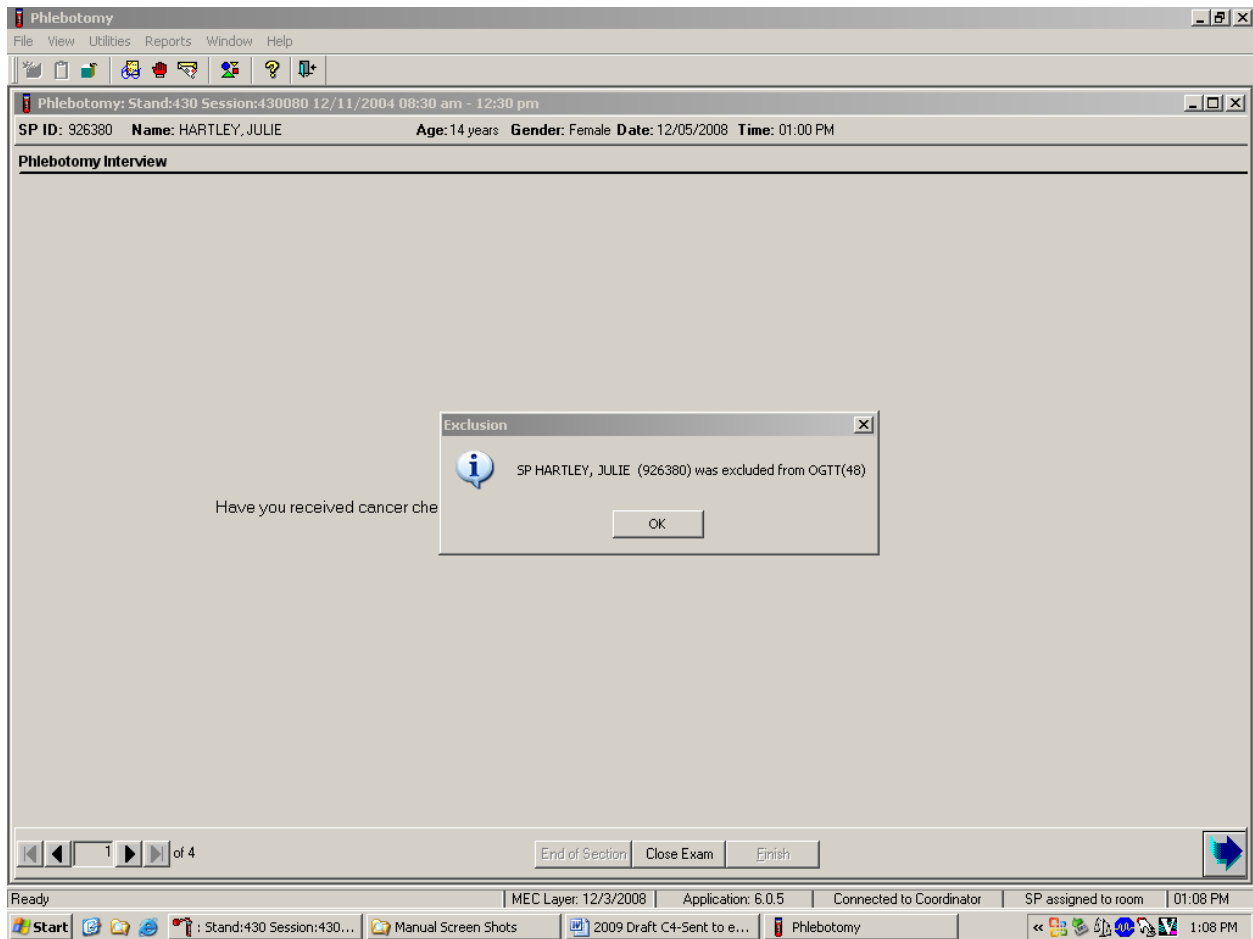 Phlebotomy
File View Utilities Reports Window Help
Phlebotomy: Stand:430 Session:430080 12/11/2004 08:30 am - 12:30 pm
SP ID: 926380 Name: HARTLEY, JULIE Age: 14 years Gender: Female Date: 12/05/2008 Time: 01:00 PM
Phlebotomy Interview
Exclusion
SP HARTLEY, JULIE (926380) was excluded from OGTT(48)
Have you received cancer che
OK
1 of 4 End of Section Close Exam Finish
Ready MEC Layer: 12/3/2008 Application: 6.0.5 Connected to Coordinator SP assigned to room 01:08 PM
Start : Stand:430 Session:430... Manual Screen Shots 2009 Draft C4-Sent to e... Phlebotomy « 1:08 PM